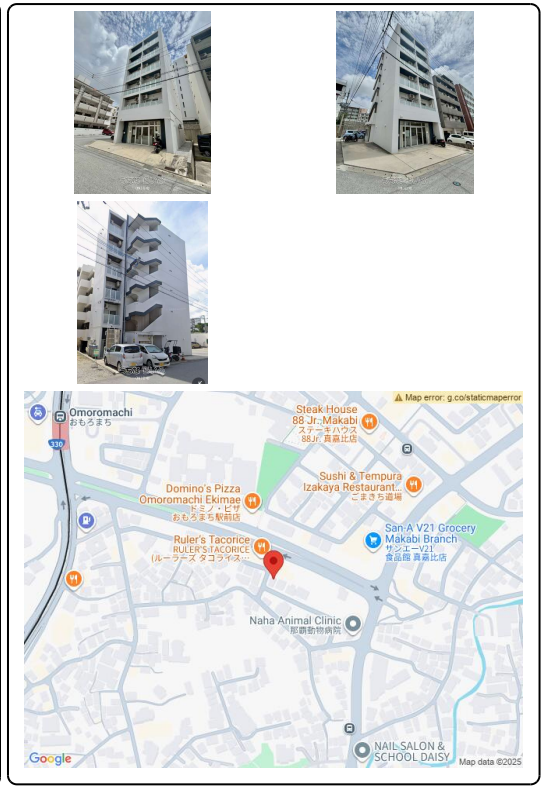 Map error: g.co/staticmaperror
Omoromachi
おもろまち
330
Steak House
88 Jr. Makabi
ステーキハウス
88Jr. 真嘉比店
Sushi & Tempura
Izakaya Restaurant...
ごまきち道場
Domino's Pizza
Omoromachi Ekimae
ドミノ・ピザ
おもろまち駅前店
San A V21 Grocery
Makabi Branch
サンエーV21
食品館 真嘉比店
Ruler's Tacorice
RULER'S TACORICE
(ルーラーズ タコライス…
Naha Animal Clinic
那覇動物病院
NAIL SALON &
SCHOOL DAISY
Google
Map data ©2025